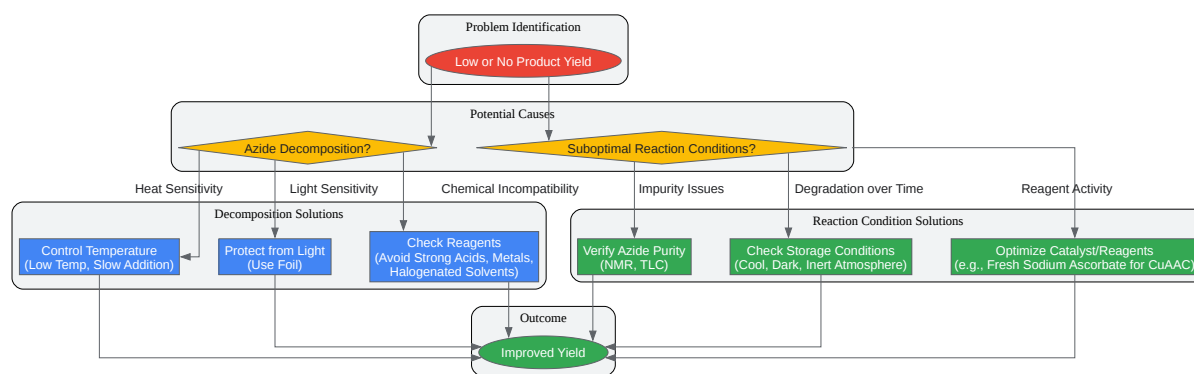 Problem Identification
Low or No Product Yield
Potential Causes
Azide Decomposition?
Suboptimal Reaction Conditions?
Heat Sensitivity
Light Sensitivity
Chemical Incompatibility
Impurity Issues
Degradation over Time
Reagent Activity
Decomposition Solutions
Reaction Condition Solutions
Control Temperature
(Low Temp, Slow Addition)
Protect from Light
(Use Foil)
Check Reagents
(Avoid Strong Acids, Metals,
Halogenated Solvents)
Verify Azide Purity
(NMR, TLC)
Check Storage Conditions
(Cool, Dark, Inert Atmosphere)
Optimize Catalyst/Reagents
(e.g., Fresh Sodium Ascorbate for CuAAC)
Outcome
Improved Yield